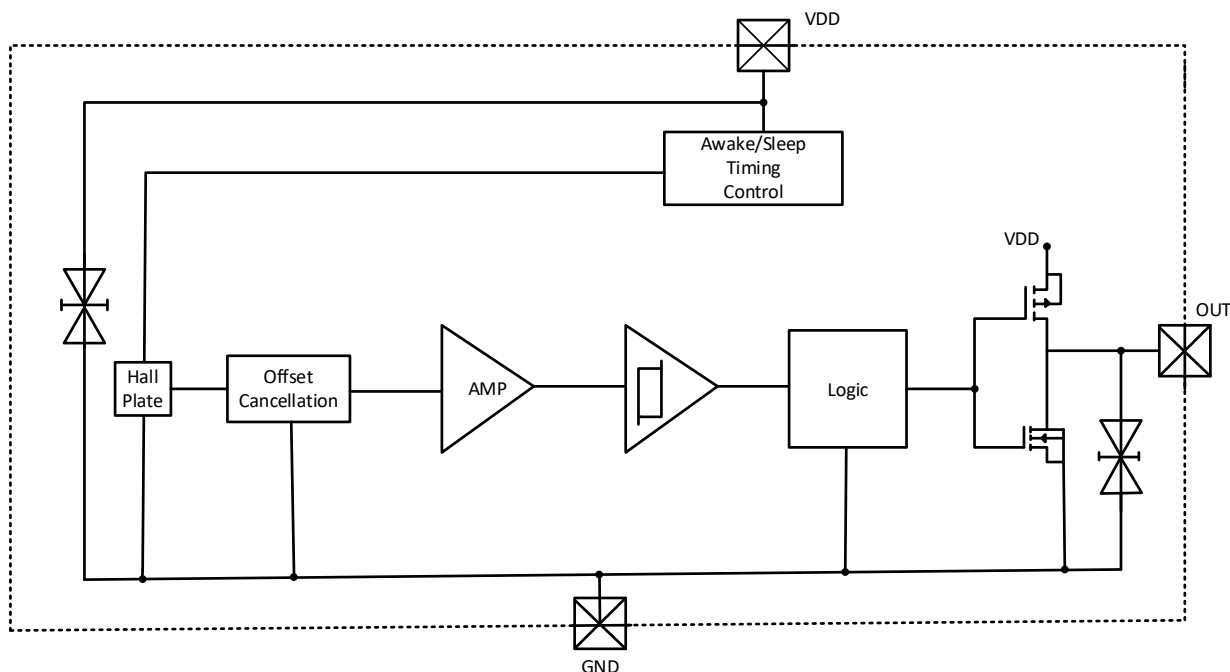 VDD
Awake/Sleep
Timing
Control
VDD
OUT
Hall
Plate
Offset
Cancellation
AMP
Logic
GND